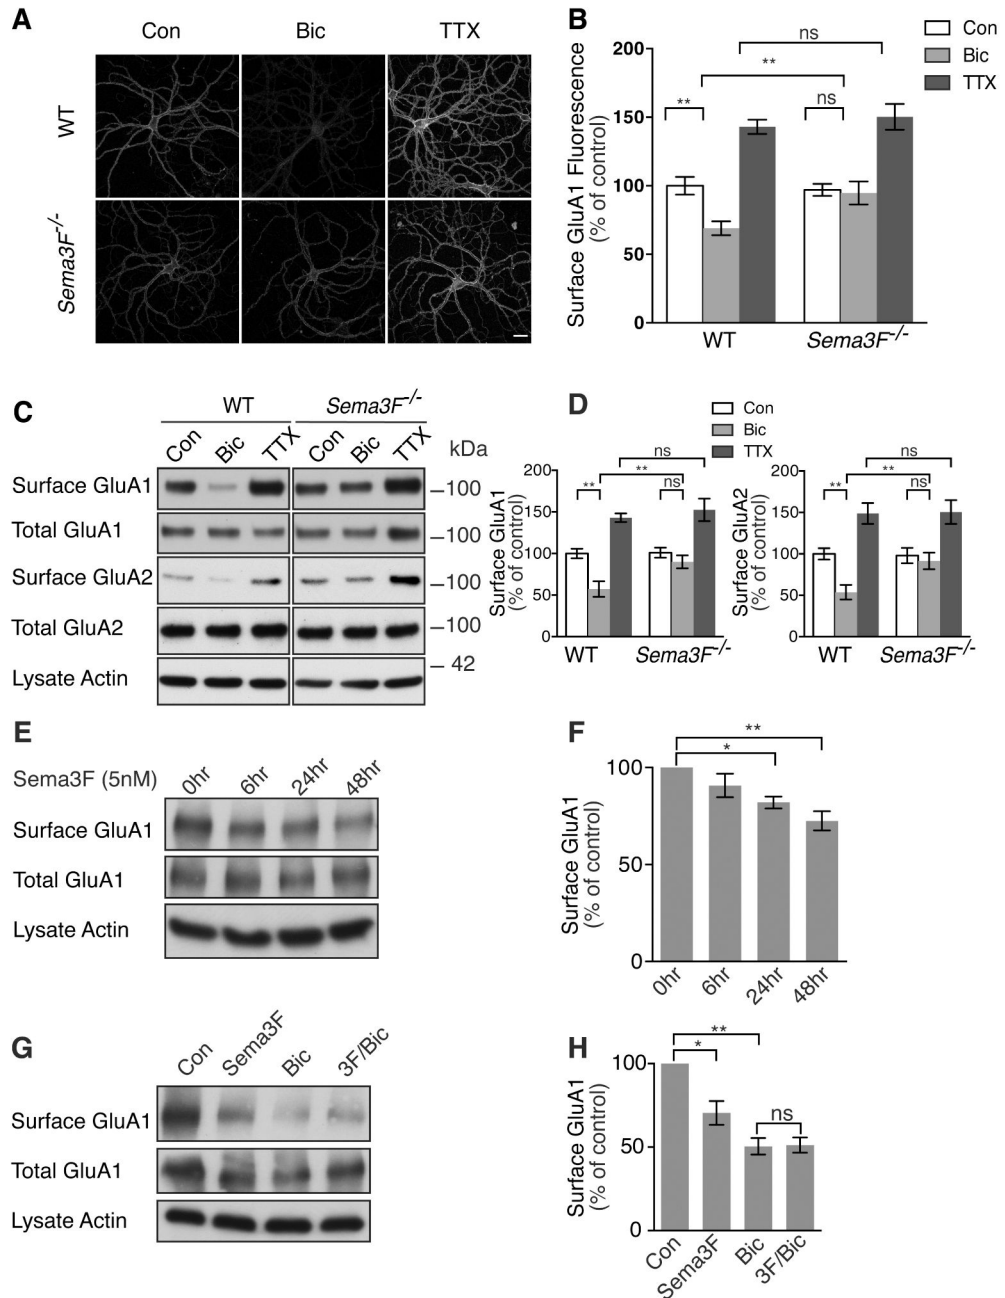 A
Con Bic TTX
WT
Sema3F-/-
B
Con
Bic
TTX
Surface GluA1 Fluorescence
(% of control)
200
150
100
50
0
ns
**
** ns
WT Sema3F-/-
C
WT Sema3F-/-
Con Bic TTX Con Bic TTX kDa
Surface GluA1 100
Total GluA1 100
Surface GluA2 100
Total GluA2 100
42
Lysate Actin
D
Con
Bic
TTX
Surface GluA1
(% of control)
200
150
100
50
0
ns
**
** ns
WT Sema3F-/-
Surface GluA2
(% of control)
200
150
100
50
0
ns
**
** ns
WT Sema3F-/-
E
Sema3F (5nM) 0hr 6hr 24hr 48hr
Surface GluA1
Total GluA1
Lysate Actin
F
Surface GluA1
(% of control)
100
50
0
**
*
0hr 6hr 24hr 48hr
G
Con Sema3F Bic 3F/Bic
Surface GluA1
Total GluA1
Lysate Actin
H
Surface GluA1
(% of control)
100
50
0
**
*
ns
Con Sema3F Bic 3F/Bic